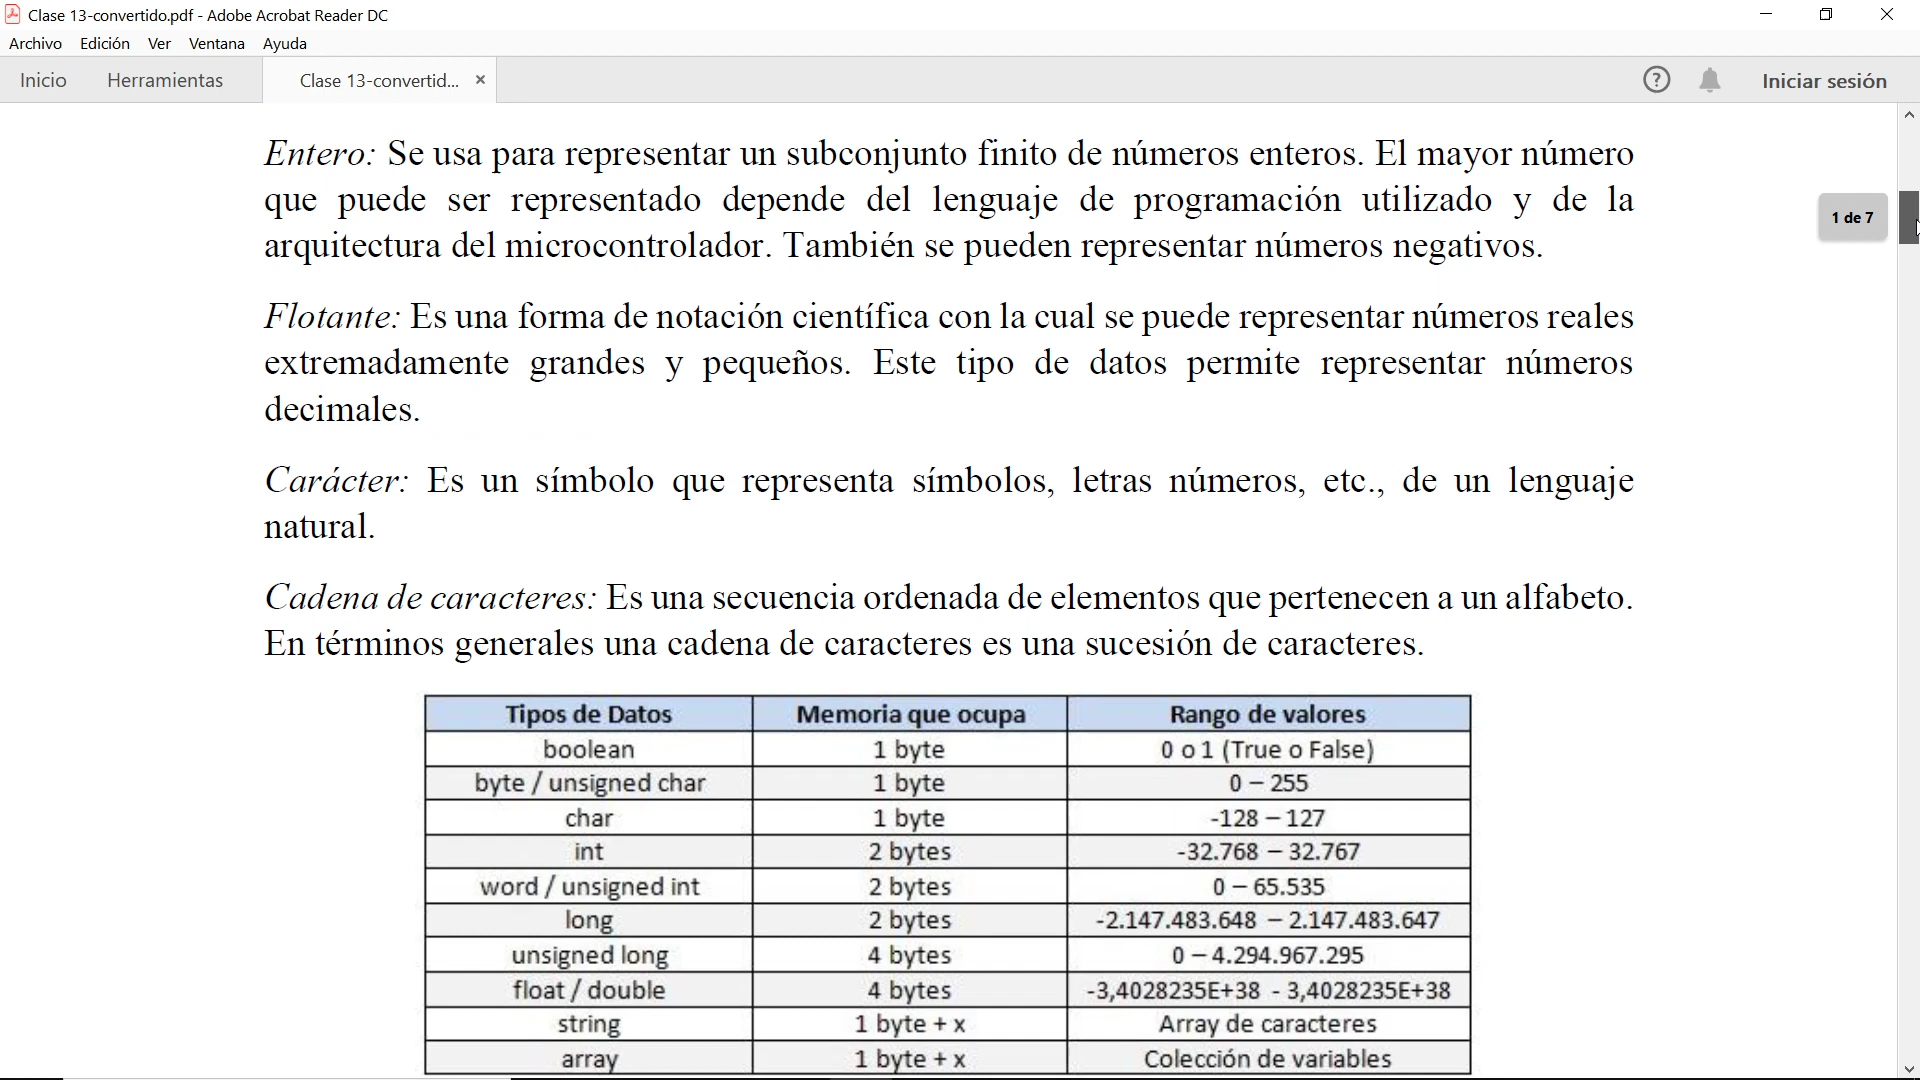 Clase 13-convertido.pdf - Adobe Acrobat Reader DC
Archivo Edición Ver Ventana Ayuda
Inicio Herramientas Clase 13-convertid... × ? Iniciar sesión
Entero: Se usa para representar un subconjunto finito de números enteros. El mayor número
que puede ser representado depende del lenguaje de programación utilizado y de la
arquitectura del microcontrolador. También se pueden representar números negativos.
1 de 7
Flotante: Es una forma de notación científica con la cual se puede representar números reales
extremadamente grandes y pequeños. Este tipo de datos permite representar números
decimales.
Carácter: Es un símbolo que representa símbolos, letras números, etc., de un lenguaje
natural.
Cadena de caracteres: Es una secuencia ordenada de elementos que pertenecen a un alfabeto.
En términos generales una cadena de caracteres es una sucesión de caracteres.
Tipos de Datos Memoria que ocupa Rango de valores
boolean 1 byte 0 o 1 (True o False)
byte / unsigned char 1 byte 0 – 255
char 1 byte -128 – 127
int 2 bytes -32.768 – 32.767
word / unsigned int 2 bytes 0 – 65.535
long 2 bytes -2.147.483.648 – 2.147.483.647
unsigned long 4 bytes 0 – 4.294.967.295
float / double 4 bytes -3,4028235E+38 - 3,4028235E+38
string 1 byte + x Array de caracteres
array 1 byte + x Colección de variables